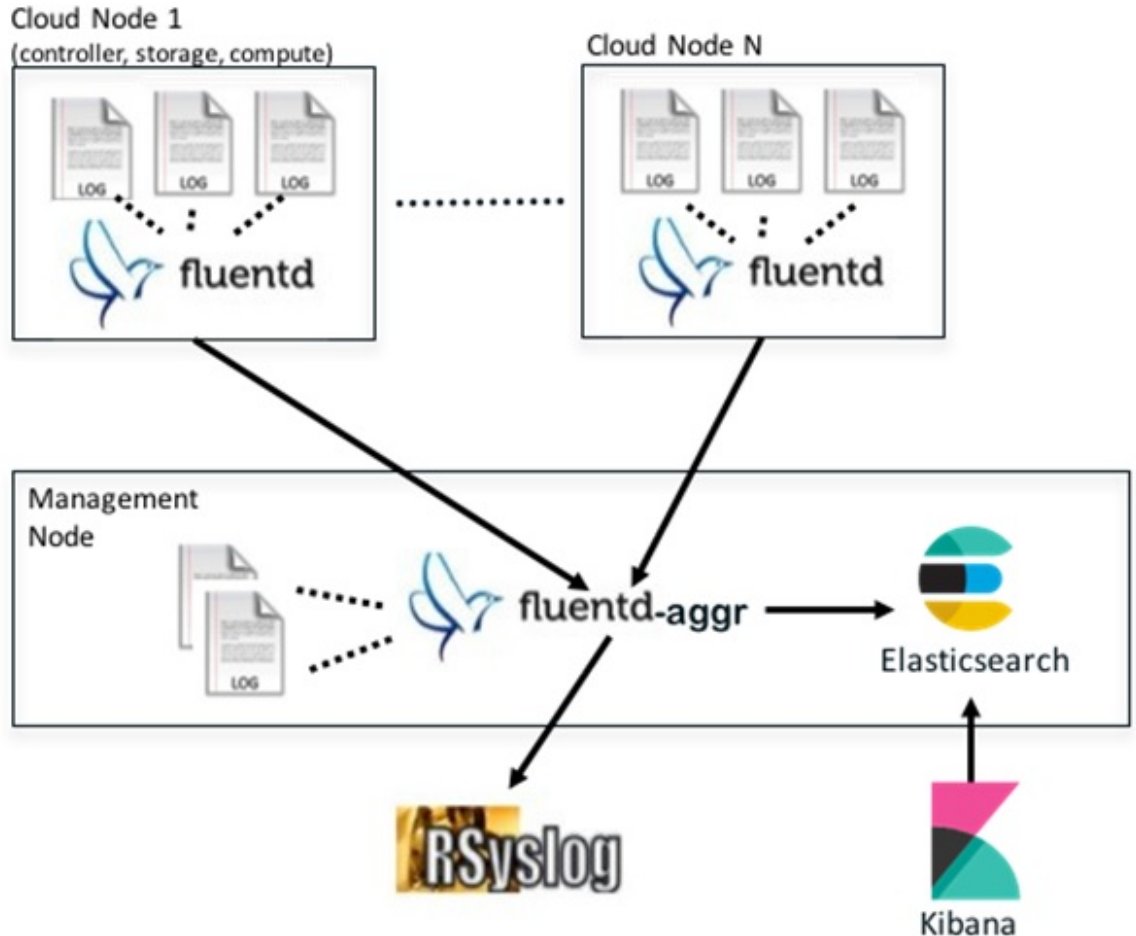 Cloud Node 1
(controller, storage, compute)
LOG
LOG
LOG
fluentd
Cloud Node N
LOG
LOG
LOG
fluentd
Management
Node
LOG
fluentd-aggr
Elasticsearch
RSyslog
Kibana